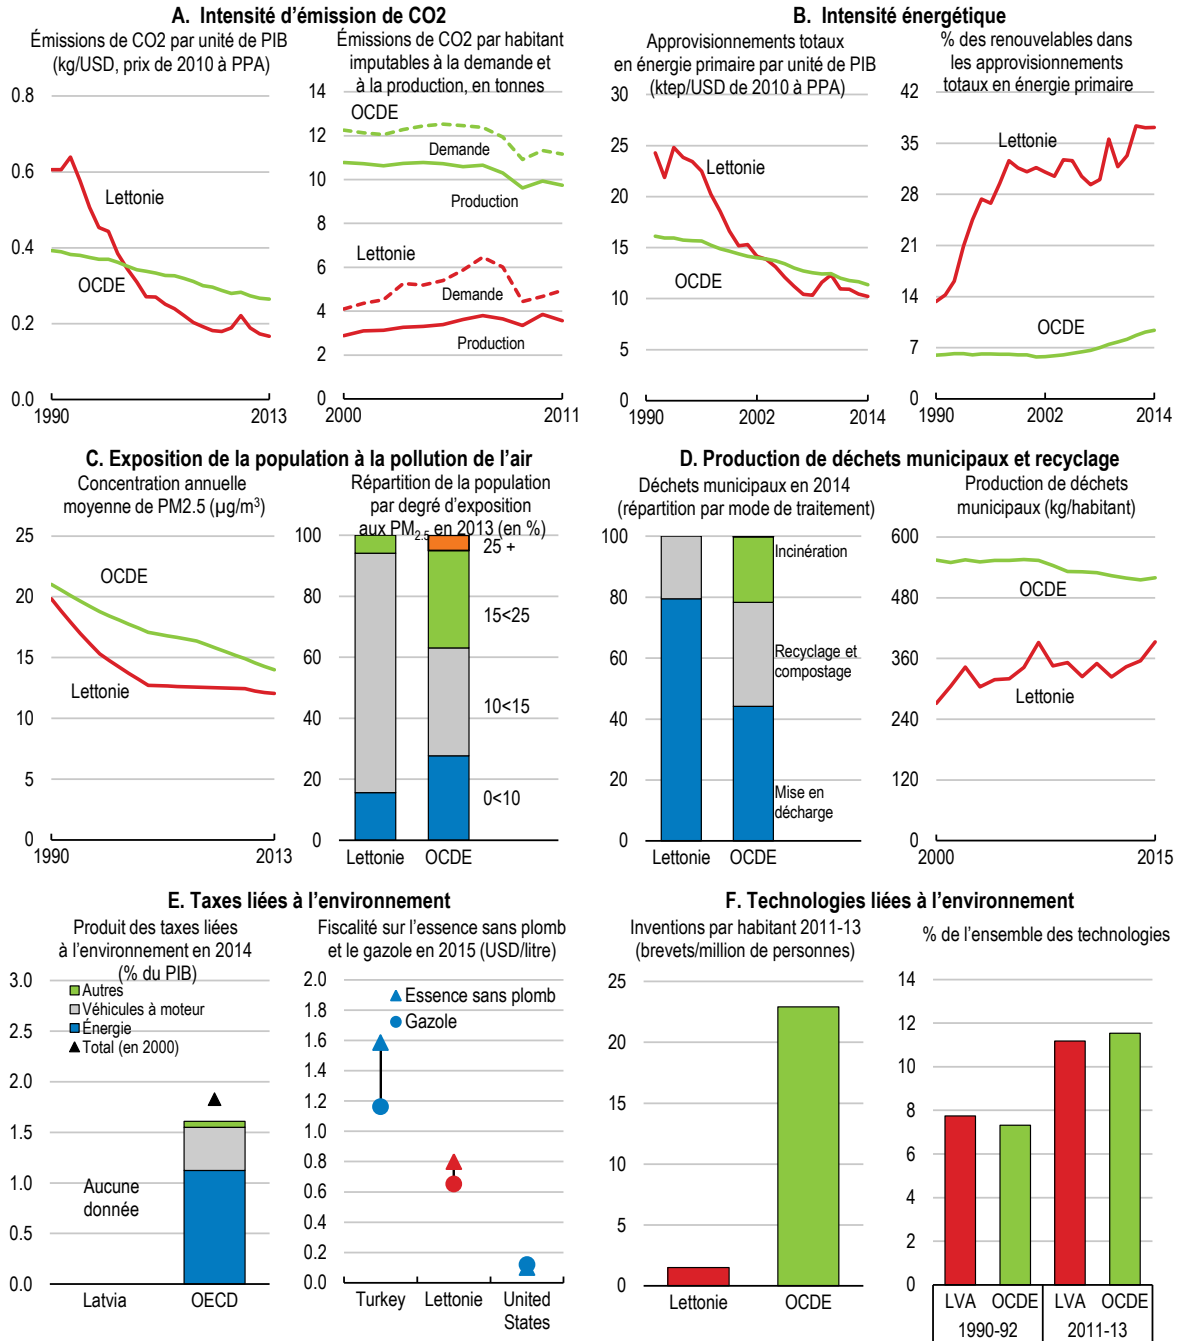 A. Intensité d'émission de CO2
Émissions de CO2 par unité de PIB
(kg/USD, prix de 2010 à PPA)
0.8
0.6
0.4
0.2
0.0
Lettonie
OCDE
1990
2013
Émissions de CO2 par habitant
imputables à la demande et
à la production, en tonnes
14
12
10
8
6
4
2
0
OCDE
Demande
Production
Lettonie
Demande
Production
2000
2011
B. Intensité énergétique
Approvisionnements totaux
en énergie primaire par unité de PIB
(ktep/USD de 2010 à PPA)
30
25
20
15
10
5
0
Lettonie
OCDE
1990
2002
2014
% des renouvelables dans
les approvisionnements
totaux en énergie primaire
42
35
28
21
14
7
0
Lettonie
OCDE
1990
2002
2014
C. Exposition de la population à la pollution de l'air
Concentration annuelle
moyenne de PM2.5 (µg/m³)
25
20
15
10
5
0
OCDE
Lettonie
1990
2013
Répartition de la population
par degré d'exposition
aux PM2.5 en 2013 (en %)
100
80
60
40
20
0
25 +
15<25
10<15
0<10
Lettonie
OCDE
D. Production de déchets municipaux et recyclage
Déchets municipaux en 2014
(répartition par mode de traitement)
100
80
60
40
20
0
Incinération
Recyclage et
compostage
Mise en
décharge
Lettonie
OCDE
Production de déchets
municipaux (kg/habitant)
600
480
360
240
120
0
OCDE
Lettonie
2000
2015
E. Taxes liées à l'environnement
Produit des taxes liées
à l'environnement en 2014
(% du PIB)
3.0
2.5
2.0
1.5
1.0
0.5
0.0
Autres
Véhicules à moteur
Énergie
Total (en 2000)
Aucune
donnée
Latvia
OECD
Fiscalité sur l'essence sans plomb
et le gazole en 2015 (USD/litre)
2.0
1.8
1.6
1.4
1.2
1.0
0.8
0.6
0.4
0.2
0.0
Essence sans plomb
Gazole
Turkey
Lettonie
United
States
F. Technologies liées à l'environnement
Inventions par habitant 2011-13
(brevets/million de personnes)
25
20
15
10
5
0
Lettonie
OCDE
% de l'ensemble des technologies
14
12
10
8
6
4
2
0
LVA
OCDE
LVA
OCDE
1990-92
2011-13